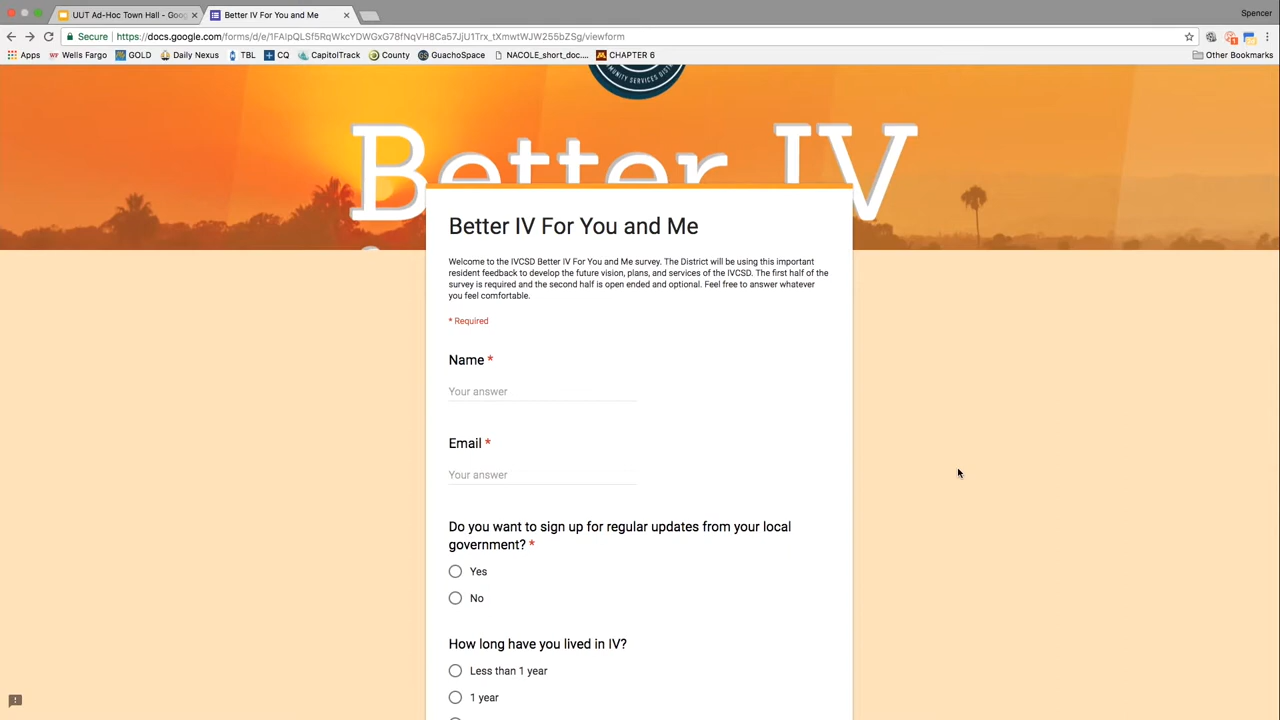 UUT Ad-Hoc Town Hall - Goog
Better IV For You and Me
Spencer
Secure https://docs.google.com/forms/d/e/1FAIpQLSf5RqWkcYDWGxG78fNqVH8Ca57JjU1Trx_tXmwtWJW255bZSg/viewform
Apps Wells Fargo GOLD Daily Nexus TBL CQ CapitolTrack County GuachoSpace NACOLE_short_doc.... CHAPTER 6 Other Bookmarks
MUNITY SERVICES DIST
Better IV
Better IV For You and Me
Welcome to the IVCSD Better IV For You and Me survey. The District will be using this important
resident feedback to develop the future vision, plans, and services of the IVCSD. The first half of the
survey is required and the second half is open ended and optional. Feel free to answer whatever
you feel comfortable.
* Required
Name *
Your answer
Email *
Your answer
Do you want to sign up for regular updates from your local
government? *
Yes
No
How long have you lived in IV?
Less than 1 year
1 year